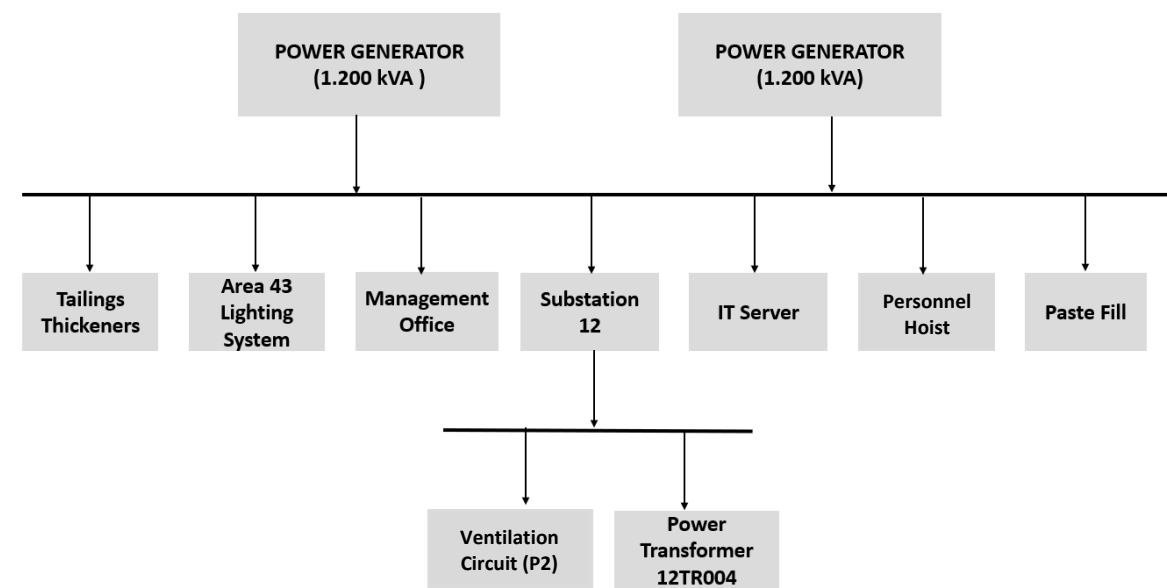 POWER GENERATOR
(1.200 kVA )
POWER GENERATOR
(1.200 kVA)
Tailings
Thickeners
Area 43
Lighting
System
Management
Office
Substation
12
IT Server
Personnel
Hoist
Paste Fill
Ventilation
Circuit (P2)
Power
Transformer
12TR004